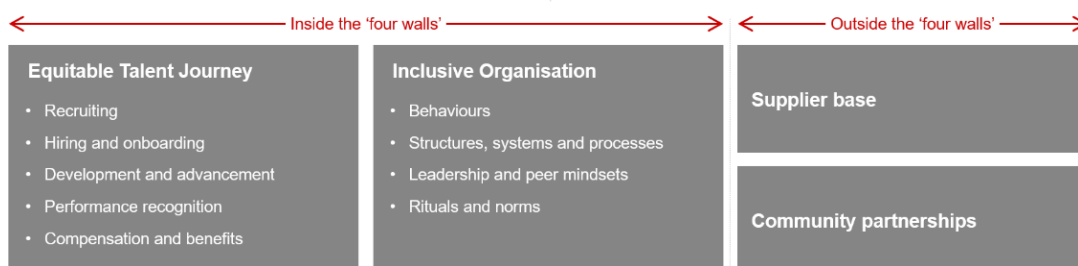 Inside the ‘four walls’
Outside the ‘four walls’
Equitable Talent Journey
• Recruiting
• Hiring and onboarding
• Development and advancement
• Performance recognition
• Compensation and benefits
Inclusive Organisation
• Behaviours
• Structures, systems and processes
• Leadership and peer mindsets
• Rituals and norms
Supplier base
Community partnerships